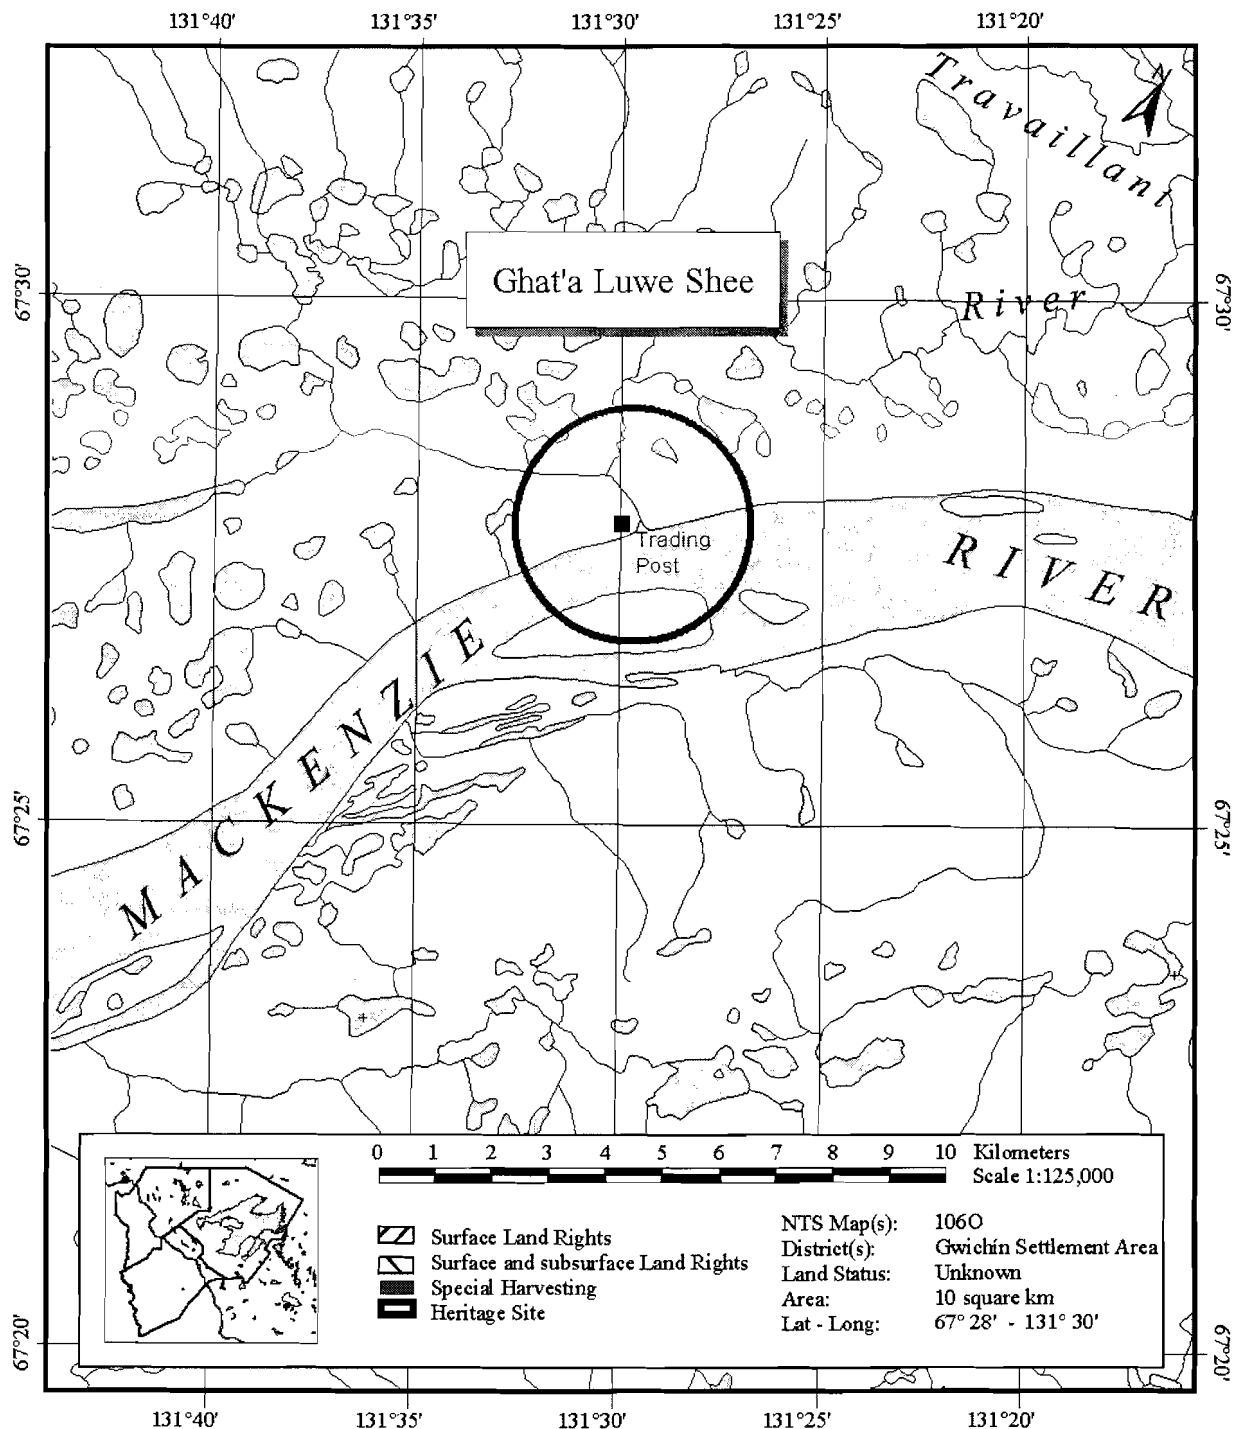 131°40' 131°35' 131°30' 131°25' 131°20'
Travaillant
River
Ghat'a Luwe Shee
67°30' 67°30'
Trading
Post
MACKENZIE RIVER
67°25' 67°25'
0 1 2 3 4 5 6 7 8 9 10 Kilometers
Scale 1:125,000
Surface Land Rights
Surface and subsurface Land Rights
Special Harvesting
Heritage Site
NTS Map(s): 106O
District(s): Gwichín Settlement Area
Land Status: Unknown
Area: 10 square km
Lat - Long: 67° 28' - 131° 30'
67°20' 67°20'
131°40' 131°35' 131°30' 131°25' 131°20'
N